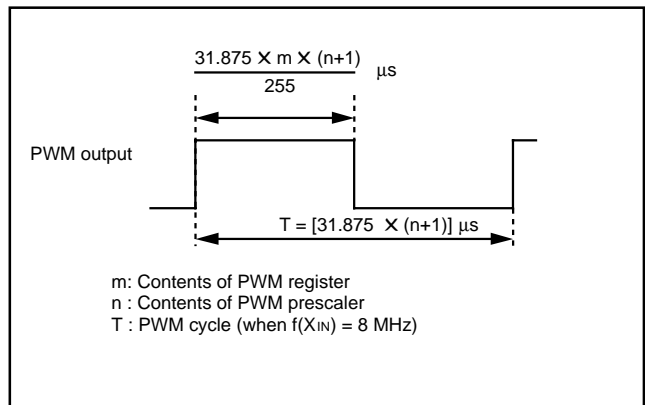 31.875 × m × (n+1)
255
μs
PWM output
T = [31.875 × (n+1)] μs
m: Contents of PWM register
n : Contents of PWM prescaler
T : PWM cycle (when f(XIN) = 8 MHz)